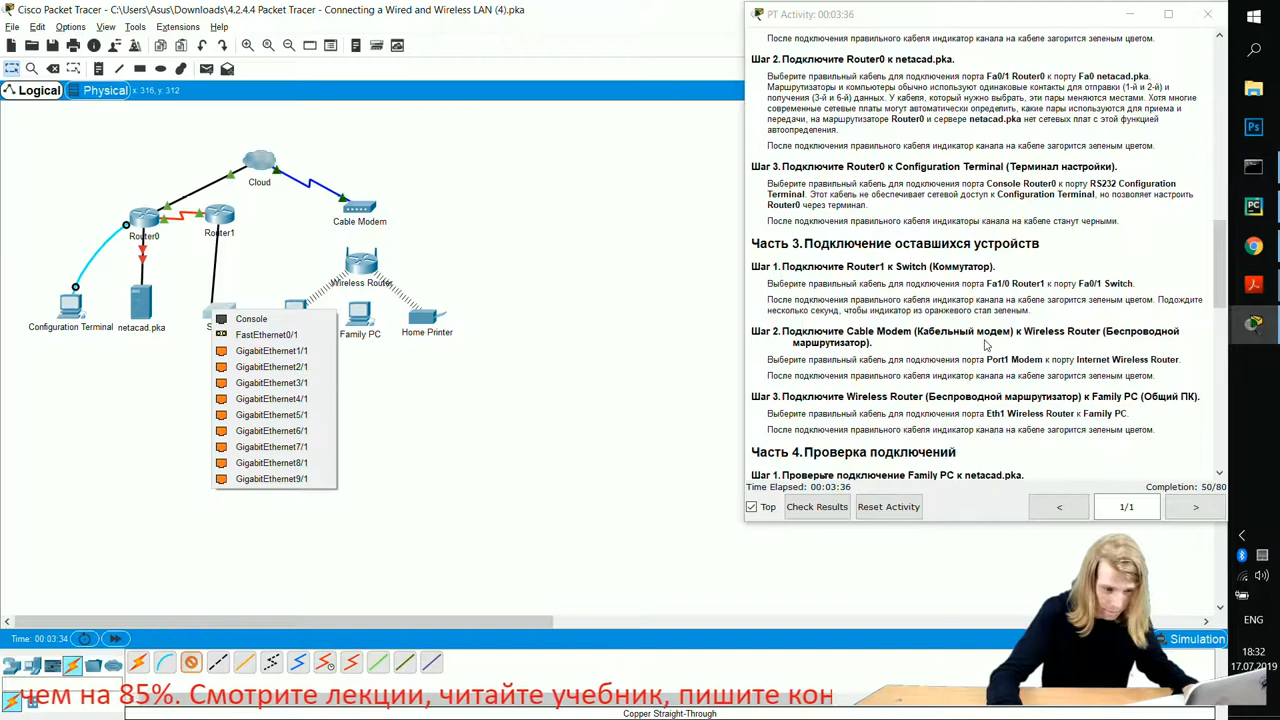 Cisco Packet Tracer - C:\Users\Asus\Downloads\4.2.4.4 Packet Tracer - Connecting a Wired and Wireless LAN (4).pka
File Edit Options View Tools Extensions Help
Logical Physical x: 316, y: 312
Cloud
Cable Modem
Router0
Router1
Wireless Router
Configuration Terminal
netacad.pka
Family PC
Home Printer
Console
FastEthernet0/1
GigabitEthernet1/1
GigabitEthernet2/1
GigabitEthernet3/1
GigabitEthernet4/1
GigabitEthernet5/1
GigabitEthernet6/1
GigabitEthernet7/1
GigabitEthernet8/1
GigabitEthernet9/1
PT Activity: 00:03:36
После подключения правильного кабеля индикатор канала на кабеле загорится зеленым цветом.
Шаг 2. Подключите Router0 к netacad.pka.
Выберите правильный кабель для подключения порта Fa0/1 Router0 к порту Fa0 netacad.pka.
Маршрутизаторы и компьютеры обычно используют одинаковые контакты для отправки (1-й и 2-й) и
получения (3-й и 6-й) данных. У кабеля, который нужно выбрать, эти пары меняются местами. Хотя многие
современные сетевые платы могут автоматически определить, какие пары используются для приема и
передачи, на маршрутизаторе Router0 и сервере netacad.pka нет сетевых плат с этой функцией
автоопределения.
После подключения правильного кабеля индикатор канала на кабеле загорится зеленым цветом.
Шаг 3. Подключите Router0 к Configuration Terminal (Терминал настройки).
Выберите правильный кабель для подключения порта Console Router0 к порту RS232 Configuration
Terminal. Этот кабель не обеспечивает сетевой доступ к Configuration Terminal, но позволяет настроить
Router0 через терминал.
После подключения правильного кабеля индикаторы канала на кабеле станут черными.
Часть 3. Подключение оставшихся устройств
Шаг 1. Подключите Router1 к Switch (Коммутатор).
Выберите правильный кабель для подключения порта Fa1/0 Router1 к порту Fa0/1 Switch.
После подключения правильного кабеля индикатор канала на кабеле загорится зеленым цветом. Подождите
несколько секунд, чтобы индикатор из оранжевого стал зеленым.
Шаг 2. Подключите Cable Modem (Кабельный модем) к Wireless Router (Беспроводной
маршрутизатор).
Выберите правильный кабель для подключения порта Port1 Modem к порту Internet Wireless Router.
После подключения правильного кабеля индикатор канала на кабеле загорится зеленым цветом.
Шаг 3. Подключите Wireless Router (Беспроводной маршрутизатор) к Family PC (Общий ПК).
Выберите правильный кабель для подключения порта Eth1 Wireless Router к Family PC.
После подключения правильного кабеля индикатор канала на кабеле загорится зеленым цветом.
Часть 4. Проверка подключений
Шаг 1. Проверьте подключение Family PC к netacad.pka.
Time Elapsed: 00:03:36 Completion: 50/80
Top Check Results Reset Activity < 1/1 >
Time: 00:03:34
Simulation
чем на 85%. Смотрите лекции, читайте учебник, пишите кон
Copper Straight-Through
ENG
18:32
17.07.2019